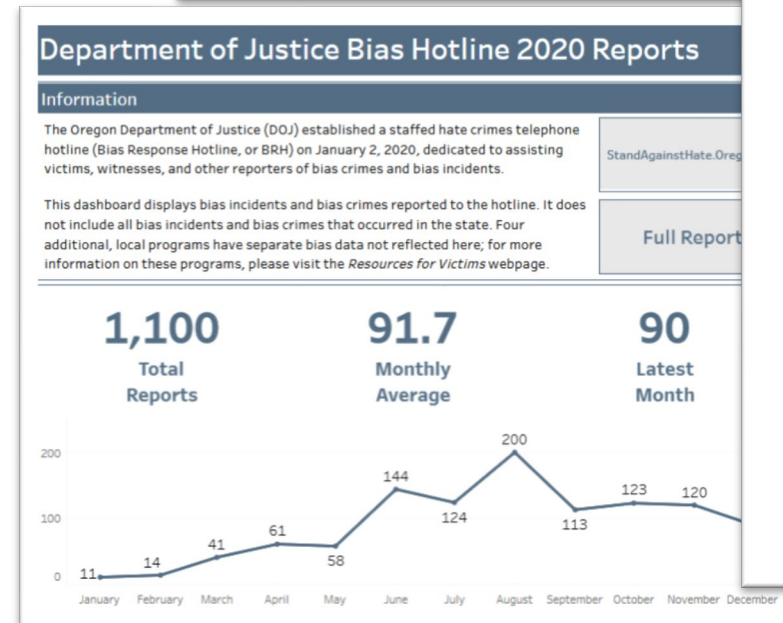 Department of Justice Bias Hotline 2020 Reports
Information
The Oregon Department of Justice (DOJ) established a staffed hate crimes telephone
hotline (Bias Response Hotline, or BRH) on January 2, 2020, dedicated to assisting
victims, witnesses, and other reporters of bias crimes and bias incidents.
This dashboard displays bias incidents and bias crimes reported to the hotline. It does
not include all bias incidents and bias crimes that occurred in the state. Four
additional, local programs have separate bias data not reflected here; for more
information on these programs, please visit the Resources for Victims webpage.
StandAgainstHate.Oreg
Full Report
1,100
Total
Reports
91.7
Monthly
Average
90
Latest
Month
200
100
0
11
14
41
61
58
144
124
200
113
123
120
January February March April May June July August September October November December